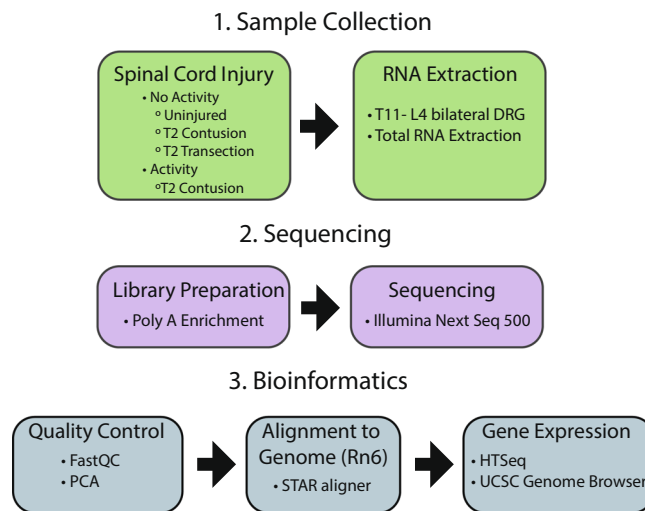 1. Sample Collection
Spinal Cord Injury
• No Activity
º Uninjured
º T2 Contusion
º T2 Transection
• Activity
ºT2 Contusion
RNA Extraction
• T11- L4 bilateral DRG
• Total RNA Extraction
2. Sequencing
Library Preparation
• Poly A Enrichment
Sequencing
• Illumina Next Seq 500
3. Bioinformatics
Quality Control
• FastQC
• PCA
Alignment to
Genome (Rn6)
• STAR aligner
Gene Expression
• HTSeq
• UCSC Genome Browser